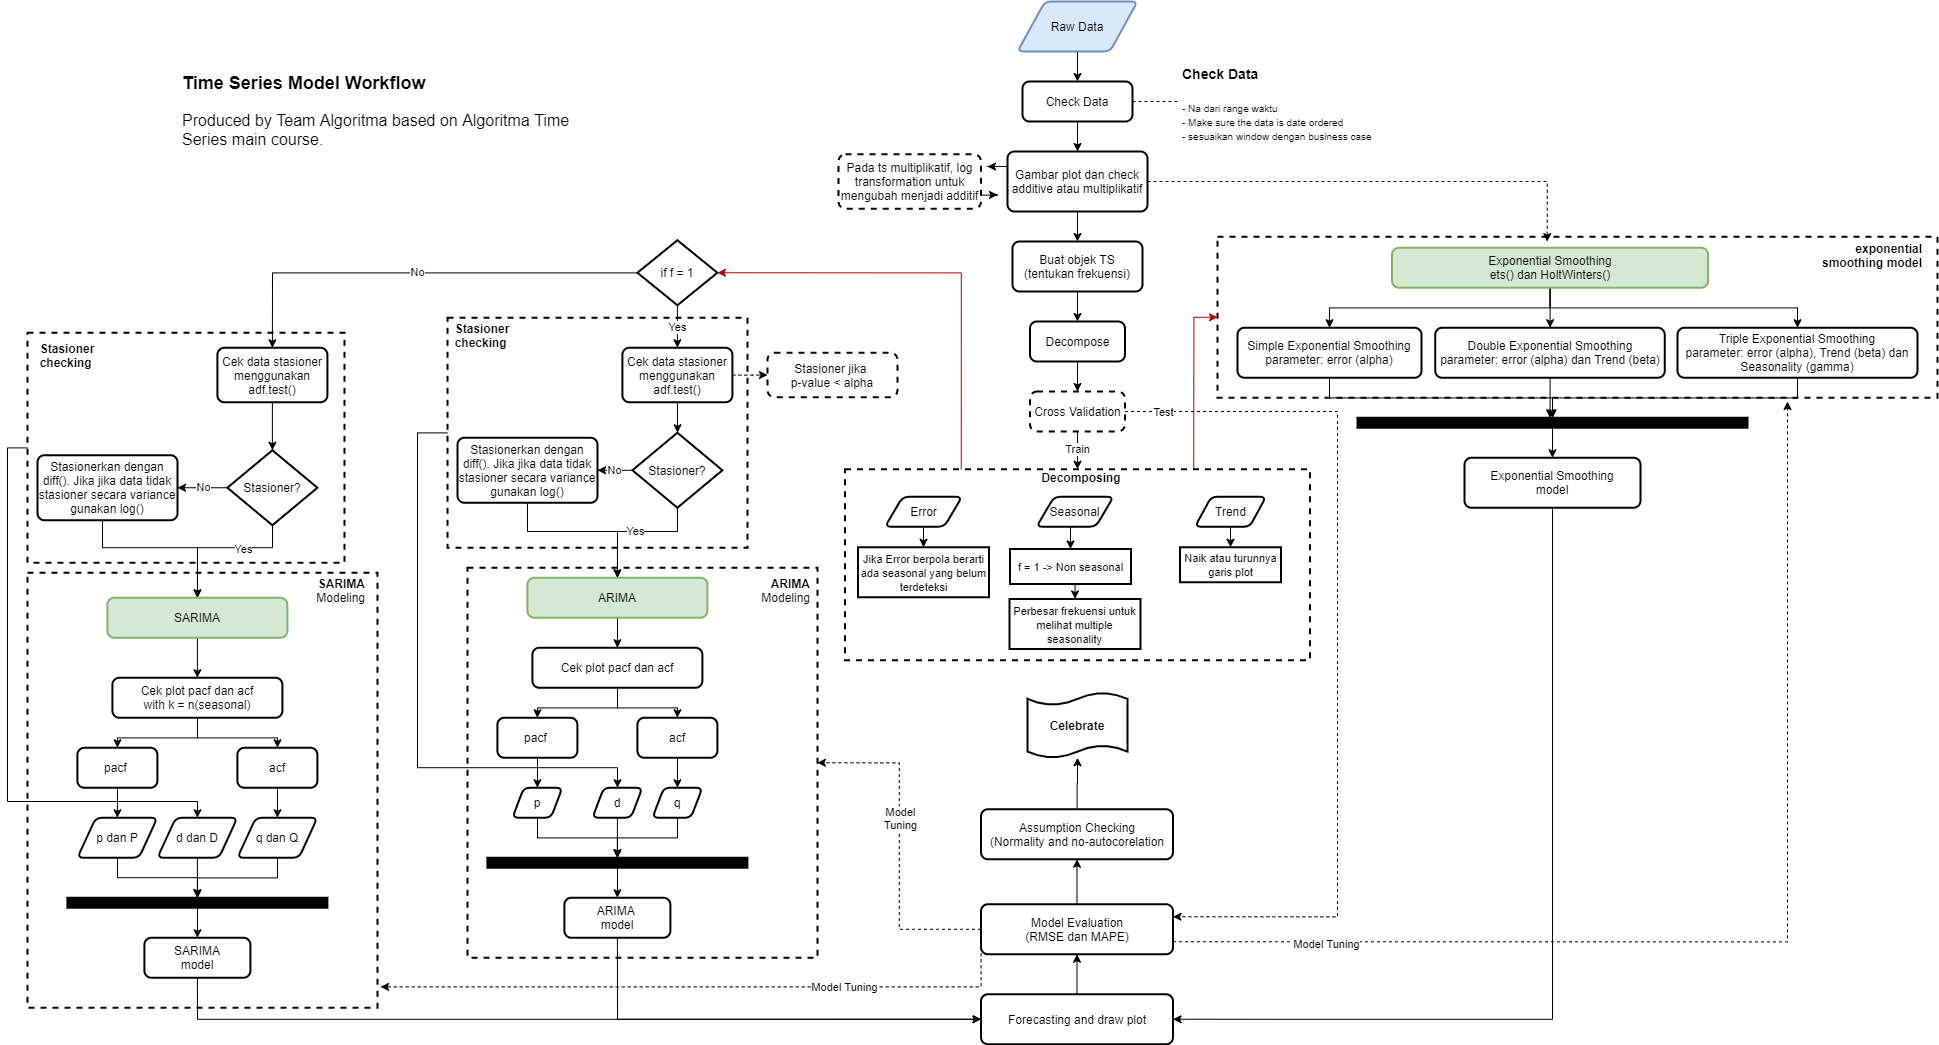 Raw Data
Time Series Model Workflow
Produced by Team Algoritma based on Algoritma Time
Series main course.
Check Data
Check Data
- Na dari range waktu
- Make sure the data is date ordered
- sesuaikan window dengan business case
Pada ts multiplikatif, log
transformation untuk
mengubah menjadi additif
Gambar plot dan check
additive atau multiplikatif
Buat objek TS
(tentukan frekuensi)
Decompose
Cross Validation
Test
Train
exponential
smoothing model
Exponential Smoothing
ets() dan HoltWinters()
Simple Exponential Smoothing
parameter: error (alpha)
Double Exponential Smoothing
parameter: error (alpha) dan Trend (beta)
Triple Exponential Smoothing
parameter: error (alpha), Trend (beta) dan
Seasonality (gamma)
Exponential Smoothing
model
if f = 1
No
Yes
Stasioner
checking
Cek data stasioner
menggunakan
adf.test()
Stasioner?
No
Stasionerkan dengan
diff(). Jika jika data tidak
stasioner secara variance
gunakan log()
Yes
Stasioner
checking
Cek data stasioner
menggunakan
adf.test()
Stasioner jika
p-value < alpha
Stasioner?
No
Stasionerkan dengan
diff(). Jika jika data tidak
stasioner secara variance
gunakan log()
Yes
Decomposing
Error
Jika Error berpola berarti
ada seasonal yang belum
terdeteksi
Seasonal
f = 1 -> Non seasonal
Perbesar frekuensi untuk
melihat multiple
seasonality
Trend
Naik atau turunnya
garis plot
SARIMA
Modeling
SARIMA
Cek plot pacf dan acf
with k = n(seasonal)
pacf
acf
p dan P
d dan D
q dan Q
SARIMA
model
ARIMA
Modeling
ARIMA
Cek plot pacf dan acf
pacf
acf
p
d
q
ARIMA
model
Celebrate
Assumption Checking
(Normality and no-autocorelation
Model
Tuning
Model Evaluation
(RMSE dan MAPE)
Model Tuning
Model Tuning
Forecasting and draw plot